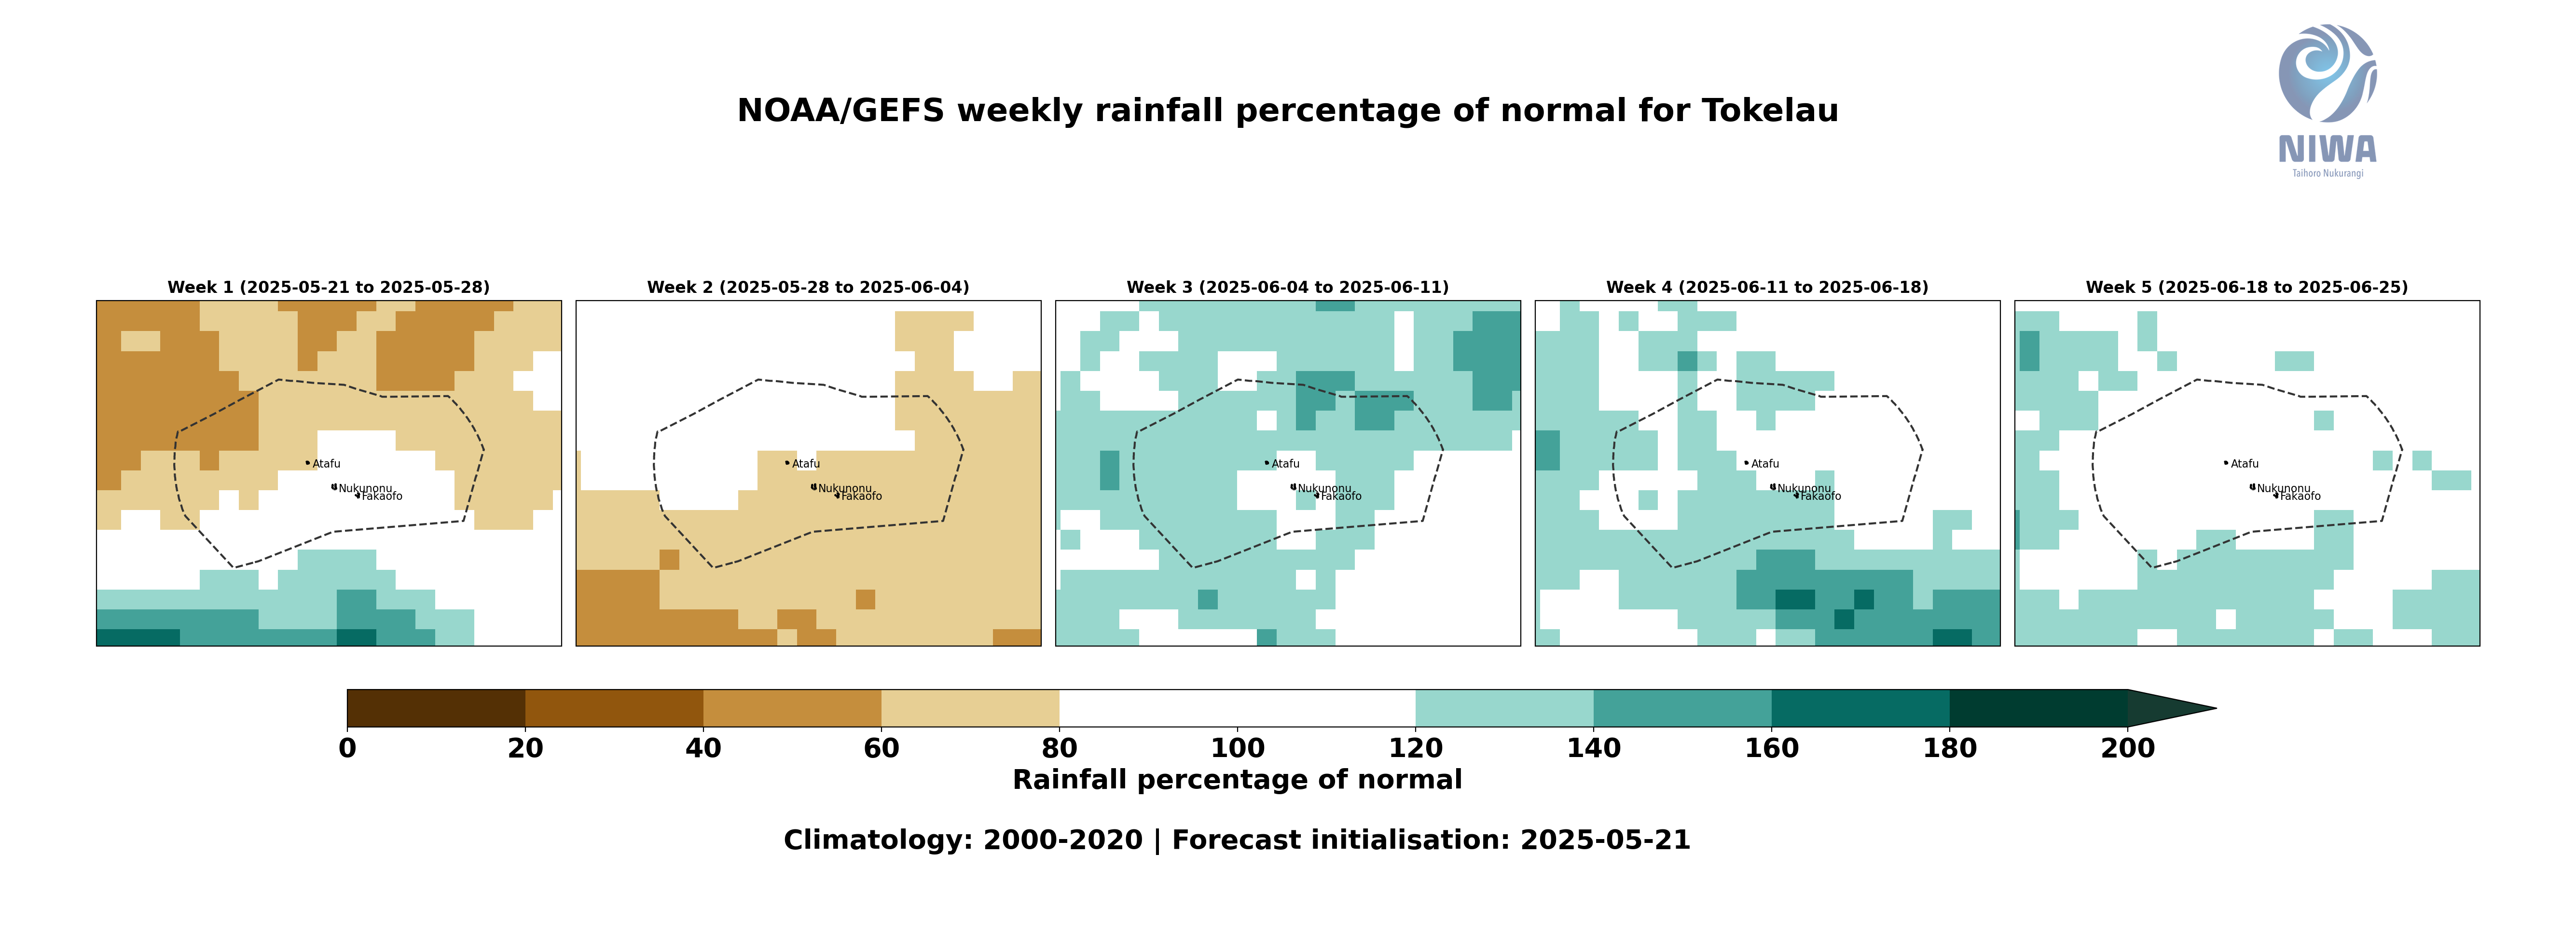 NOAA/GEFS weekly rainfall percentage of normal for Tokelau
NIWA
Taihoro Nukurangi
Week 1 (2025-05-21 to 2025-05-28)
Week 2 (2025-05-28 to 2025-06-04)
Week 3 (2025-06-04 to 2025-06-11)
Week 4 (2025-06-11 to 2025-06-18)
Week 5 (2025-06-18 to 2025-06-25)
Atafu
Nukunonu
Fakaofo
Atafu
Nukunonu
Fakaofo
Atafu
Nukunonu
Fakaofo
Atafu
Nukunonu
Fakaofo
Atafu
Nukunonu
Fakaofo
0 20 40 60 80 100 120 140 160 180 200
Rainfall percentage of normal
Climatology: 2000-2020 | Forecast initialisation: 2025-05-21